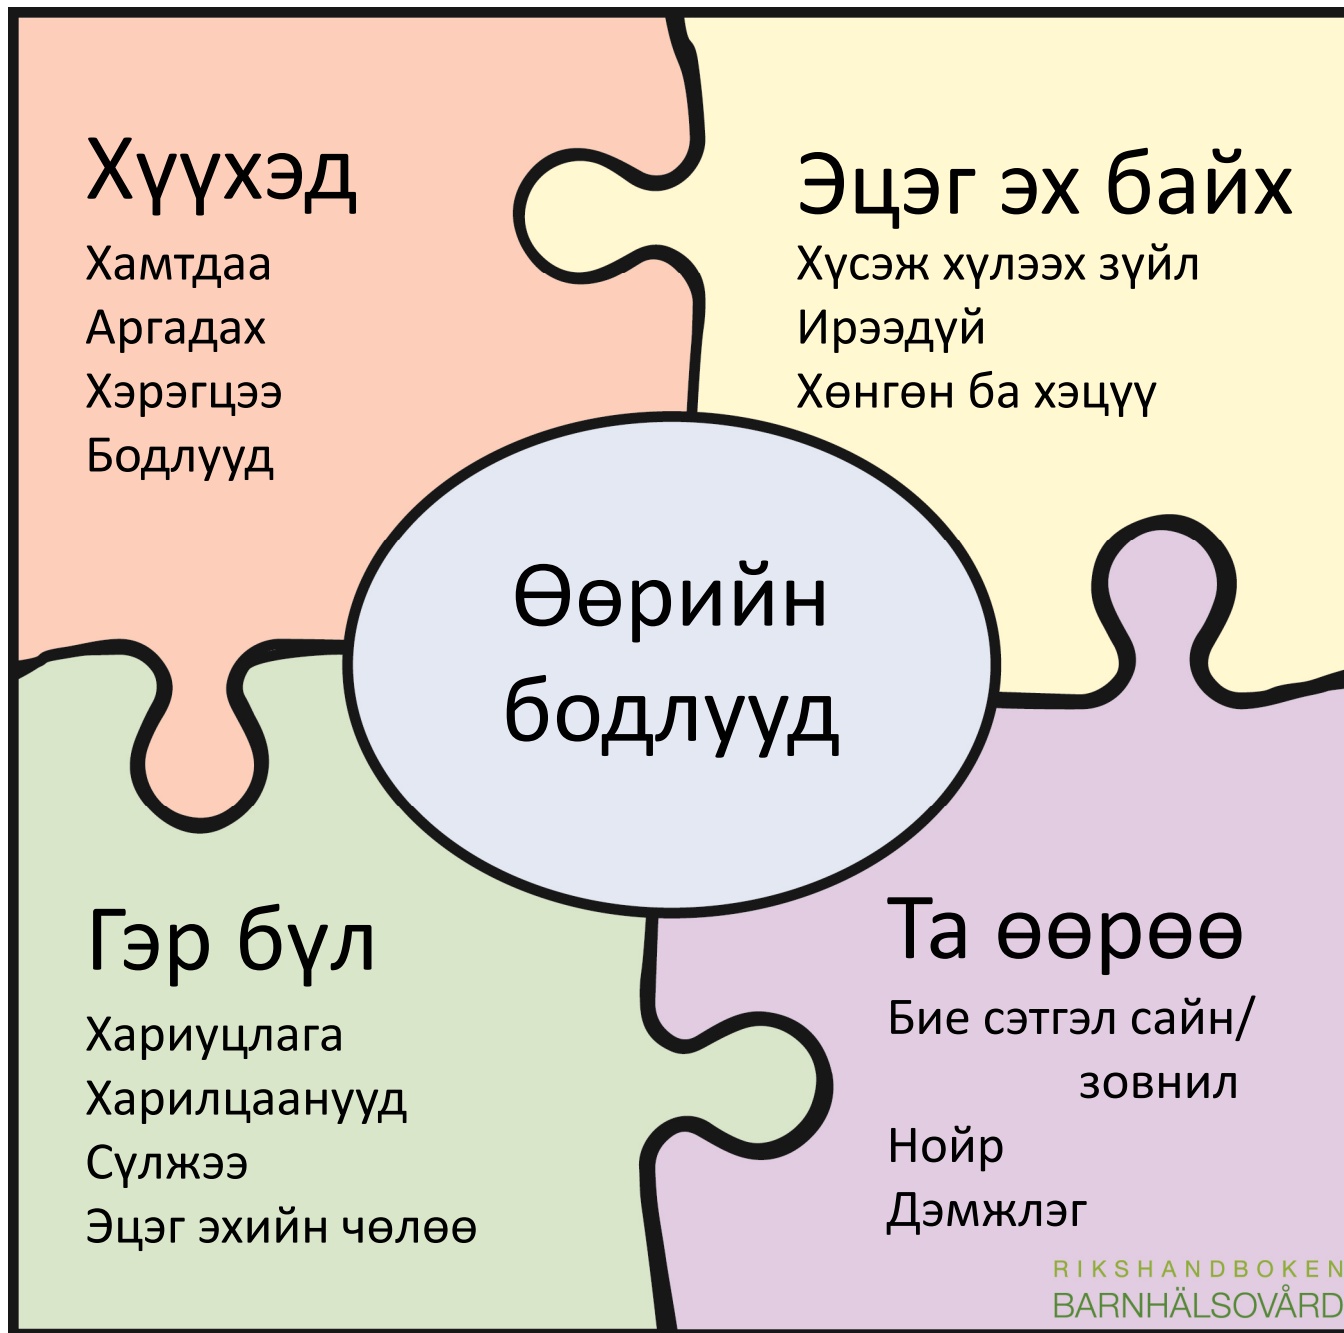 Хүүхэд
Хамтдаа
Аргадах
Хэрэгцээ
Бодлууд
Эцэг эх байх
Хүсэж хүлээх зүйл
Ирээдүй
Хөнгөн ба хэцүү
Өөрийн
бодлууд
Гэр бүл
Хариуцлага
Харилцаанууд
Сүлжээ
Эцэг эхийн чөлөө
Та өөрөө
Бие сэтгэл сайн/
зовнил
Нойр
Дэмжлэг
RIKSHANDBOKEN
BARNHÄLSOVÅRD